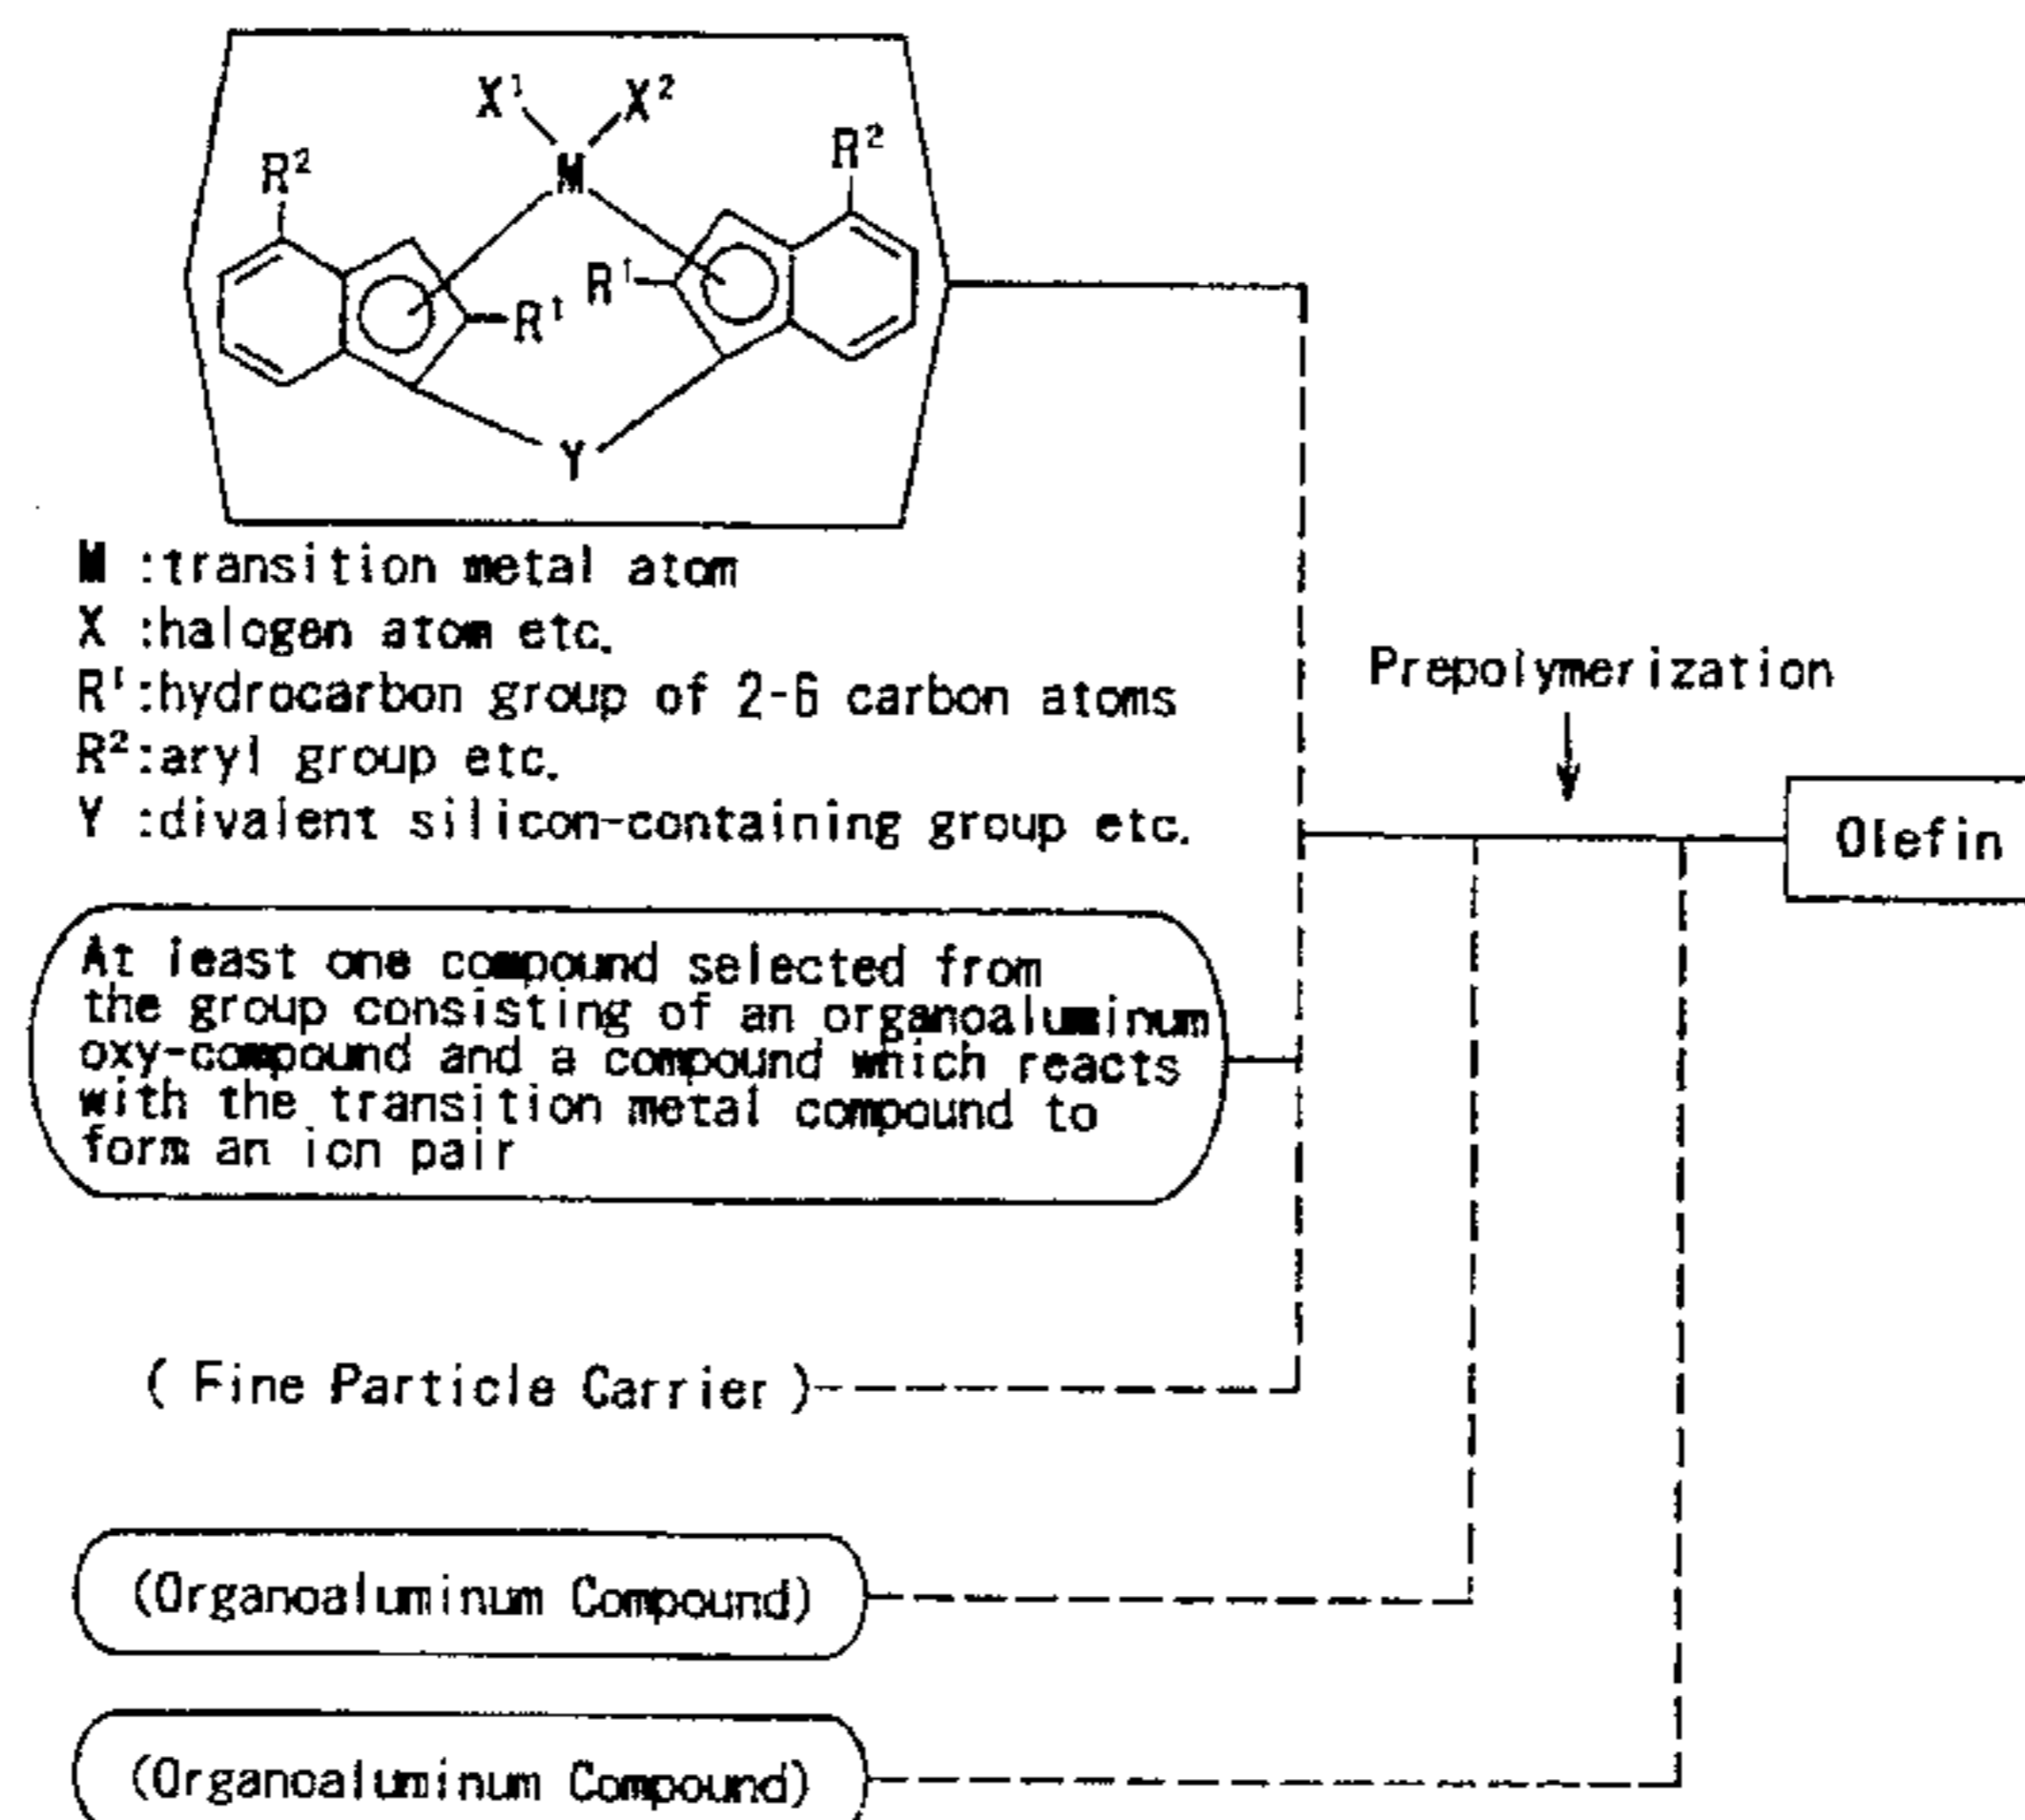 X¹ X²
R² M R²
R¹ R¹
Y
M :transition metal atom
X :halogen atom etc.
R¹:hydrocarbon group of 2-6 carbon atoms
R²:aryl group etc.
Y :divalent silicon-containing group etc.
Prepolymerization
Olefin
At least one compound selected from
the group consisting of an organoaluminum
oxy-compound and a compound which reacts
with the transition metal compound to
form an ion pair
( Fine Particle Carrier )
(Organoaluminum Compound)
(Organoaluminum Compound)